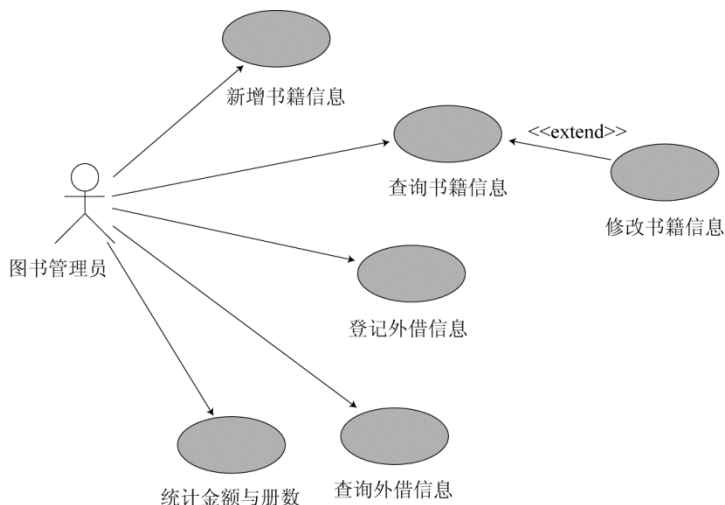 新增书籍信息
<<extend>>
查询书籍信息
修改书籍信息
图书管理员
登记外借信息
查询外借信息
统计金额与册数